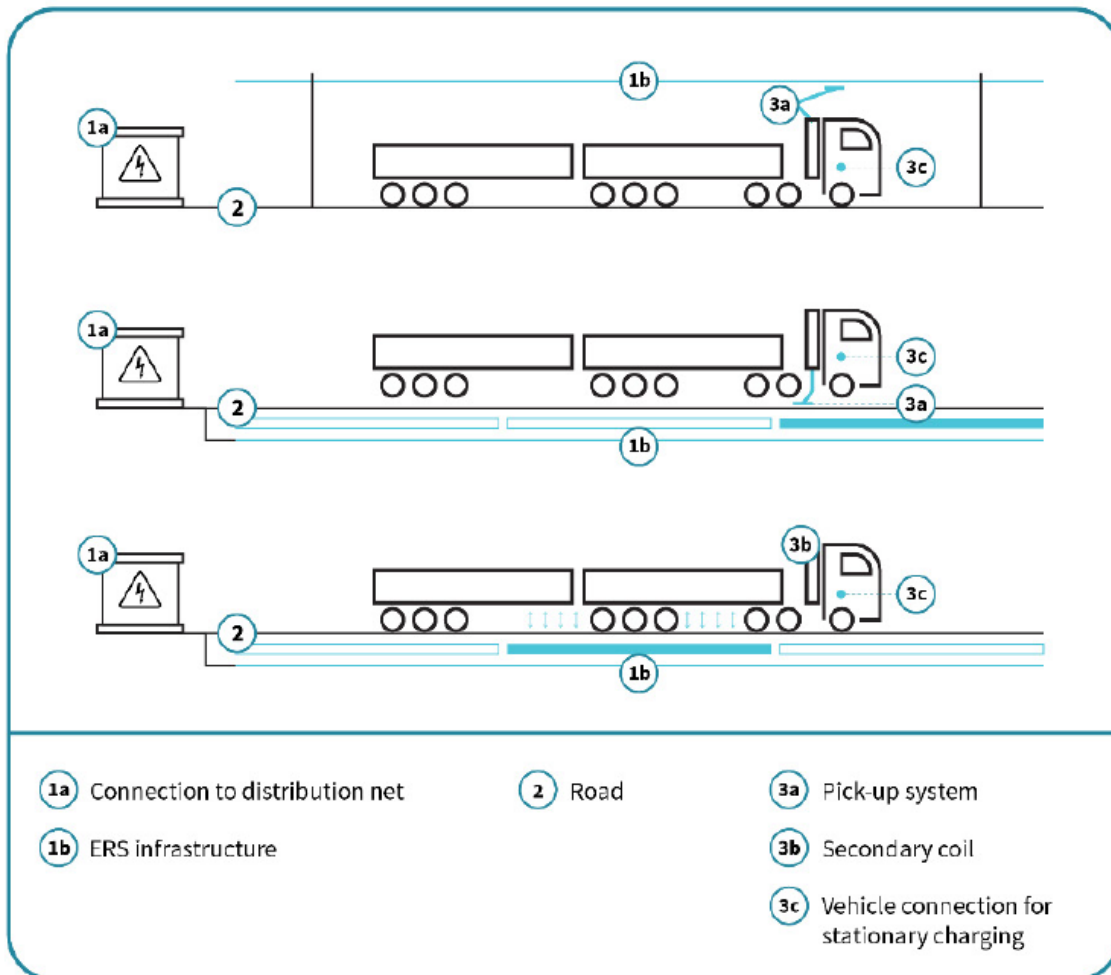 1b
3a
1a
3c
2
1a
3c
2
3a
1b
1a
3b
3c
2
1b
1a Connection to distribution net
2 Road
3a Pick-up system
1b ERS infrastructure
3b Secondary coil
3c Vehicle connection for
stationary charging